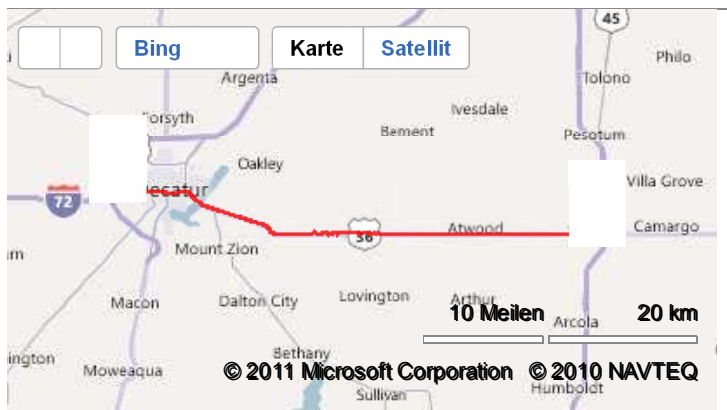 45
Bing Karte Satellit
Philo
Argenta
Tolono
Forsyth
Ivesdale
Bement
Pesotum
Oakley
Villa Grove
72
Decatur
36
Atwood
Camargo
Mount Zion
Macon
Dalton City
Lovington
Arthur
10 Meilen 20 km
Arcola
Bethany
ington
Moweaqua
© 2011 Microsoft Corporation © 2010 NAVTEQ
Sullivan
Humboldt